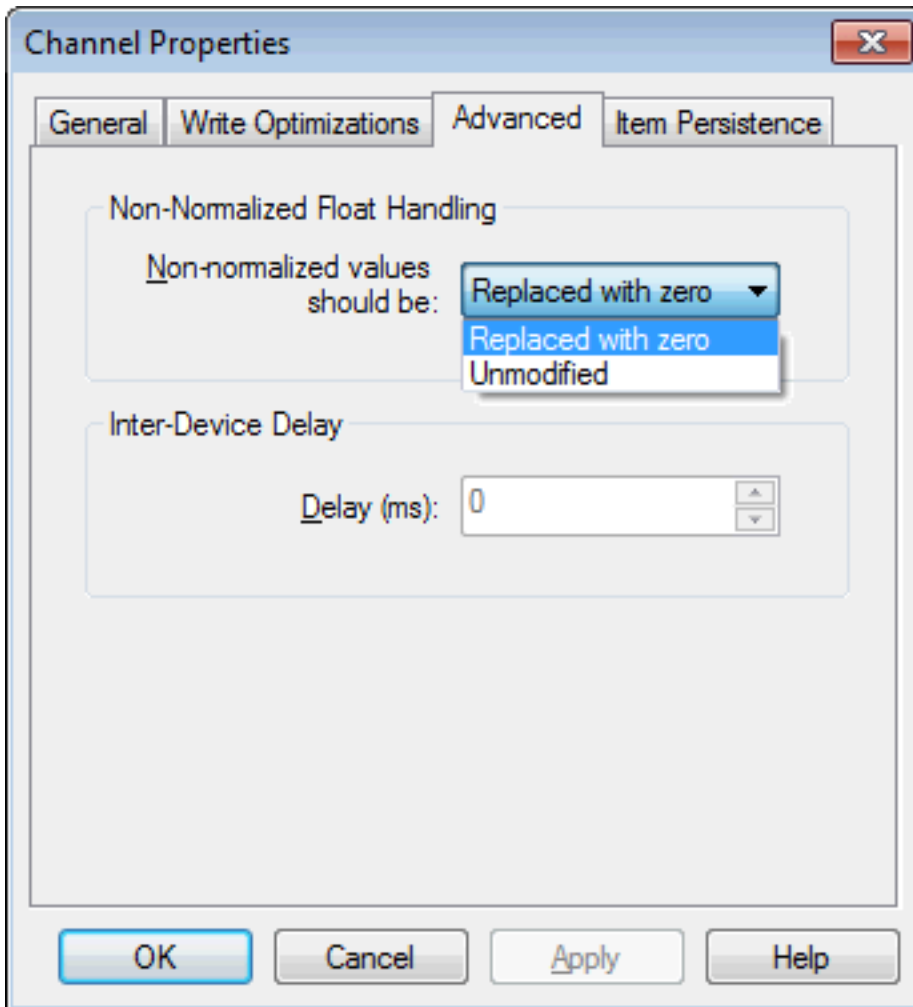 Channel Properties
General Write Optimizations Advanced Item Persistence
Non-Normalized Float Handling
Non-normalized values
should be: Replaced with zero
Replaced with zero
Unmodified
Inter-Device Delay
Delay (ms): 0
OK Cancel Apply Help